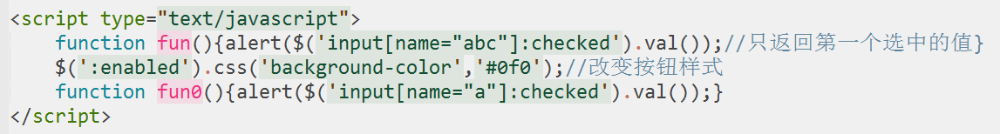 <script type="text/javascript">
    function fun(){alert($('input[name="abc"]:checked').val());//只返回第一个选中的值}
    $(':enabled').css('background-color','#0f0');//改变按钮样式
    function fun0(){alert($('input[name="a"]:checked').val());}
</script>